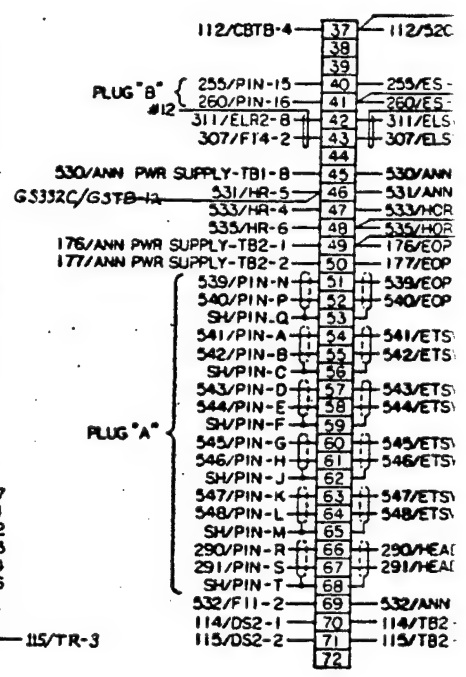 112/CBTB-4 37 112/52C
38
39
PLUG "B" 255/PIN-15 40 255/ES-
260/PIN-16 41 260/ES-
#12 311/ELR2-8 42 311/ELS
307/F14-2 43 307/ELS
44
530/ANN PWR SUPPLY-TB1-8 45 530/ANN
GS332C/GSTB-12 531/HR-5 46 531/ANN
533/HR-4 47 533/HCR
535/HR-6 48 535/HOR
176/ANN PWR SUPPLY-TB2-1 49 176/EOP
177/ANN PWR SUPPLY-TB2-2 50 177/EOP
539/PIN-N 51 539/EOP
540/PIN-P 52 540/EOP
SH/PIN-Q 53
541/PIN-A 54 541/ETS
542/PIN-B 55 542/ETS
SH/PIN-C 56
543/PIN-D 57 543/ETS
544/PIN-E 58 544/ETS
SH/PIN-F 59
PLUG "A"
545/PIN-G 60 545/ETS
546/PIN-H 61 546/ETS
SH/PIN-J 62
547/PIN-K 63 547/ETS
548/PIN-L 64 548/ETS
SH/PIN-M 65
290/PIN-R 66 290/HEA
291/PIN-S 67 291/HEA
SH/PIN-T 68
532/F11-2 69 532/ANN
114/DS2-1 70 114/TB2-
115/TR-3 115/DS2-2 71 115/TB2-
72